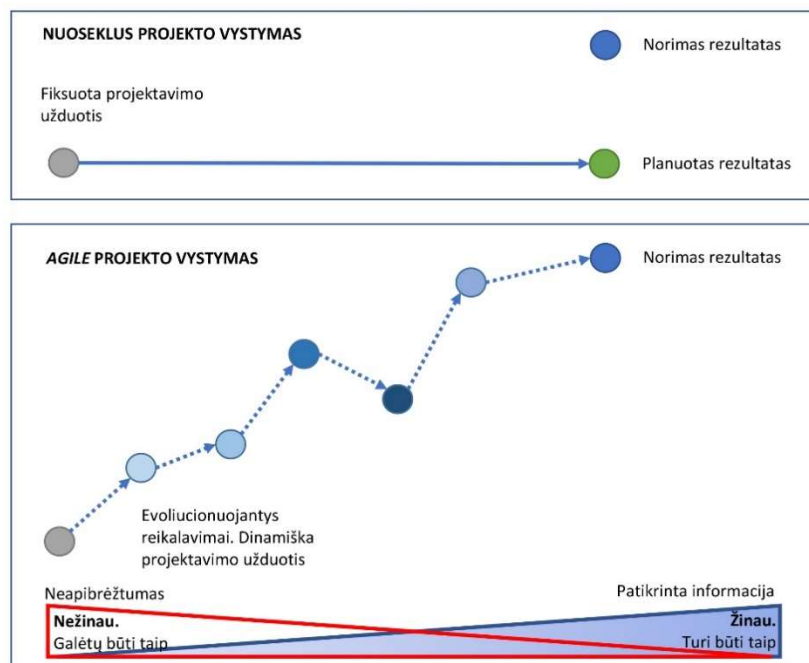 NUOSEKLUS PROJEKTO VYSTYMAS
Norimas rezultatas
Fiksuota projektavimo
užduotis
Planuotas rezultatas
AGILE PROJEKTO VYSTYMAS
Norimas rezultatas
Evoliucionuojantys
reikalavimai. Dinamiška
projektavimo užduotis
Neapibrėžtumas
Patikrinta informacija
Nežinau.
Galėtų būti taip
Žinau.
Turi būti taip